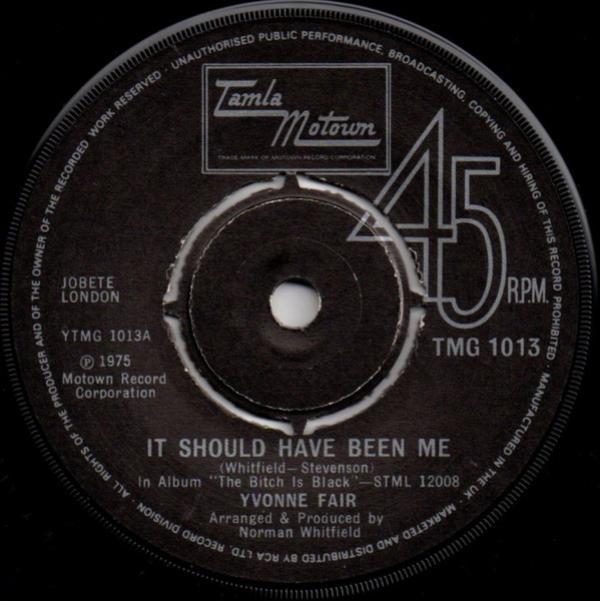 Tamla
Motown
TRADE MARK OF MOTOWN RECORD CORPORATION
45
R.P.M.
JOBETE
LONDON
YTMG 1013A
℗ 1975
Motown Record
Corporation
TMG 1013
IT SHOULD HAVE BEEN ME
(Whitfield—Stevenson)
In Album "The Bitch Is Black"—STML 12008
YVONNE FAIR
Arranged & Produced by
Norman Whitfield
ALL RIGHTS OF THE PRODUCER AND OF THE OWNER OF THE RECORDED WORK RESERVED · UNAUTHORISED PUBLIC PERFORMANCE, BROADCASTING, COPYING AND HIRING OF THIS RECORD PROHIBITED · MANUFACTURED IN THE UK · MARKETED AND DISTRIBUTED BY RCA LTD. RECORD DIVISION ·